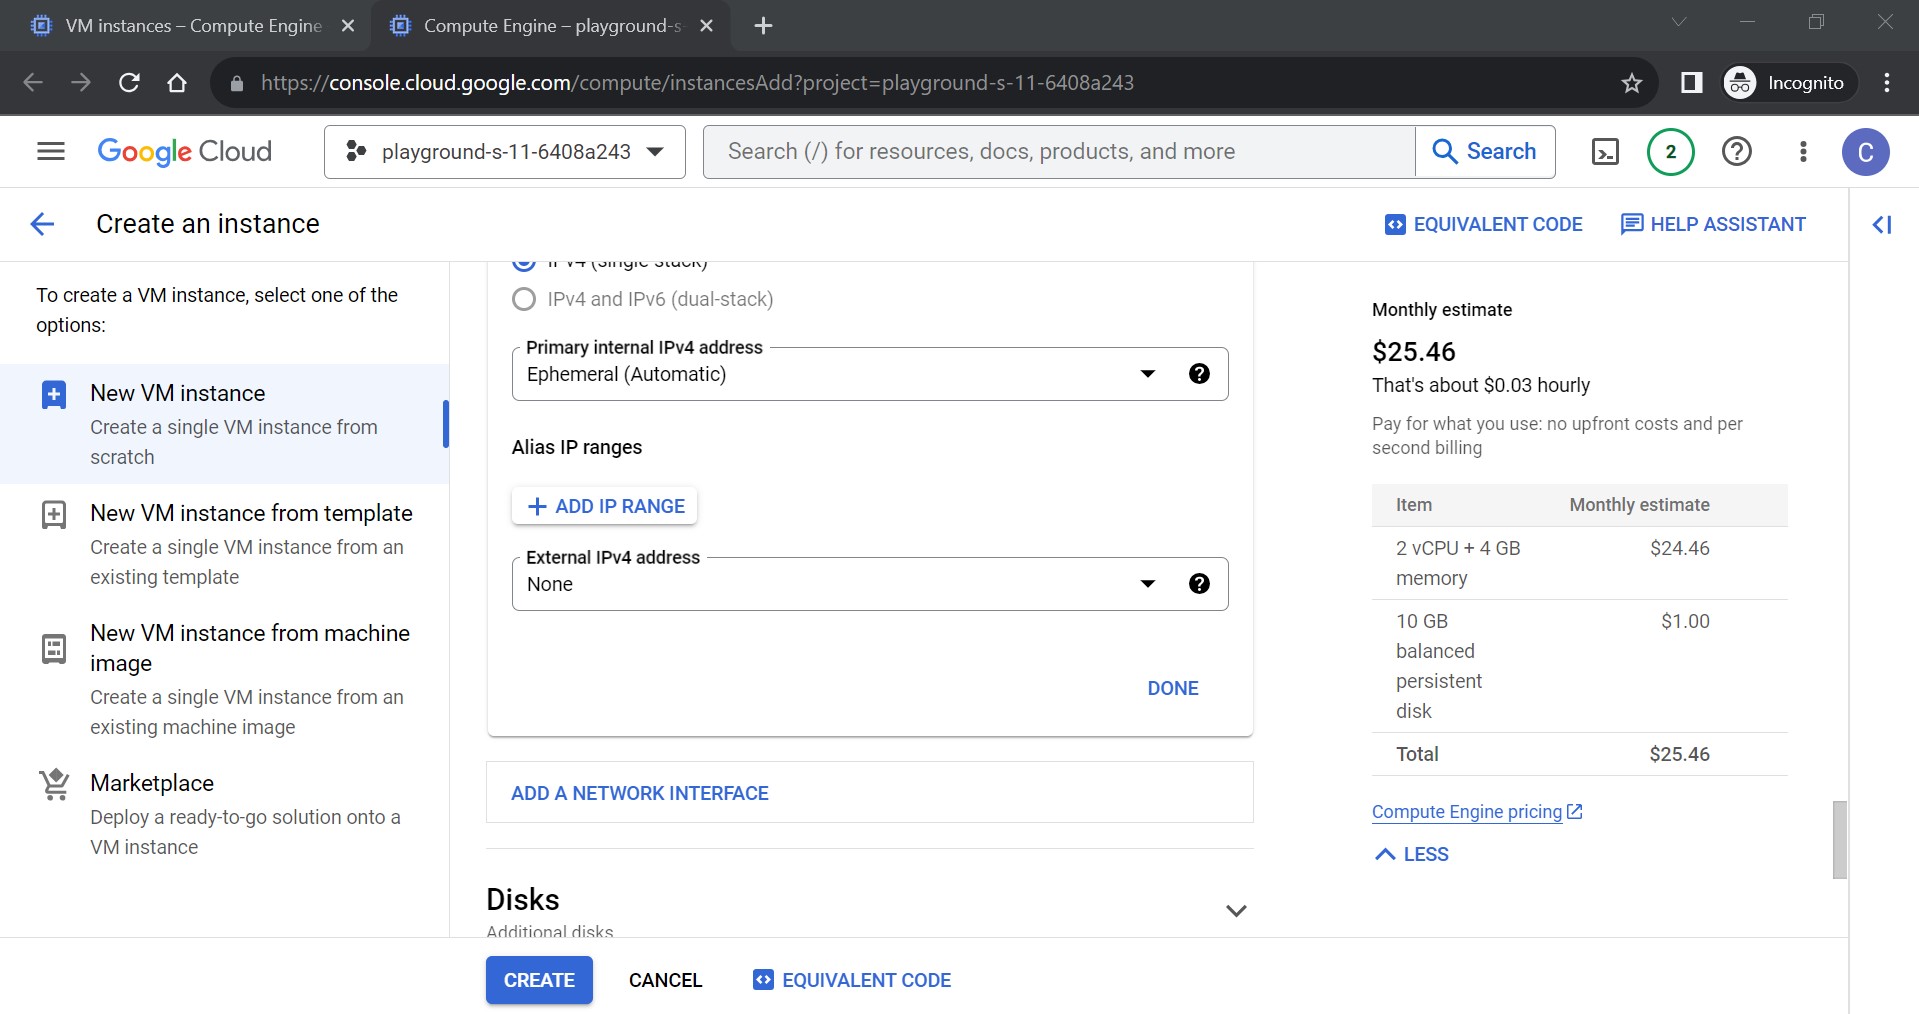 VM instances – Compute Engine
Compute Engine – playground-s-
https://console.cloud.google.com/compute/instancesAdd?project=playground-s-11-6408a243
Incognito
Google Cloud
playground-s-11-6408a243
Search (/) for resources, docs, products, and more
Search
2
C
Create an instance
EQUIVALENT CODE
HELP ASSISTANT
To create a VM instance, select one of the
options:
New VM instance
Create a single VM instance from
scratch
New VM instance from template
Create a single VM instance from an
existing template
New VM instance from machine
image
Create a single VM instance from an
existing machine image
Marketplace
Deploy a ready-to-go solution onto a
VM instance
IPv4 (single-stack)
IPv4 and IPv6 (dual-stack)
Primary internal IPv4 address
Ephemeral (Automatic)
Alias IP ranges
ADD IP RANGE
External IPv4 address
None
DONE
ADD A NETWORK INTERFACE
Disks
Additional disks
CREATE
CANCEL
EQUIVALENT CODE
Monthly estimate
$25.46
That's about $0.03 hourly
Pay for what you use: no upfront costs and per
second billing
Item Monthly estimate
2 vCPU + 4 GB $24.46
memory
10 GB $1.00
balanced
persistent
disk
Total $25.46
Compute Engine pricing
LESS